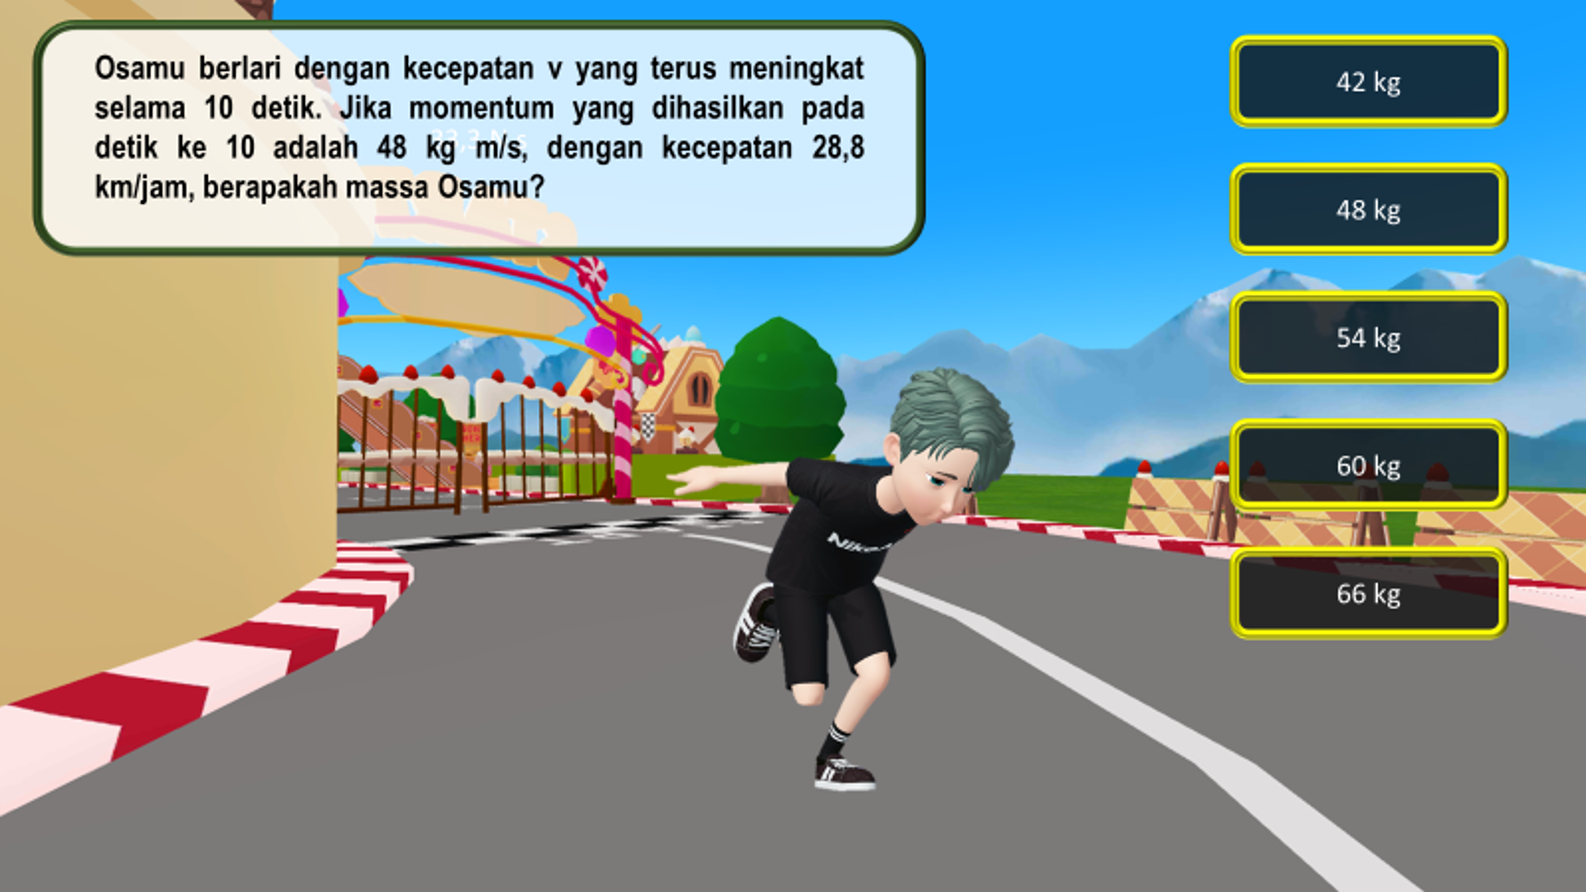 Osamu berlari dengan kecepatan v yang terus meningkat
selama 10 detik. Jika momentum yang dihasilkan pada
detik ke 10 adalah 48 kg m/s, dengan kecepatan 28,8
km/jam, berapakah massa Osamu?
42 kg
48 kg
54 kg
60 kg
66 kg